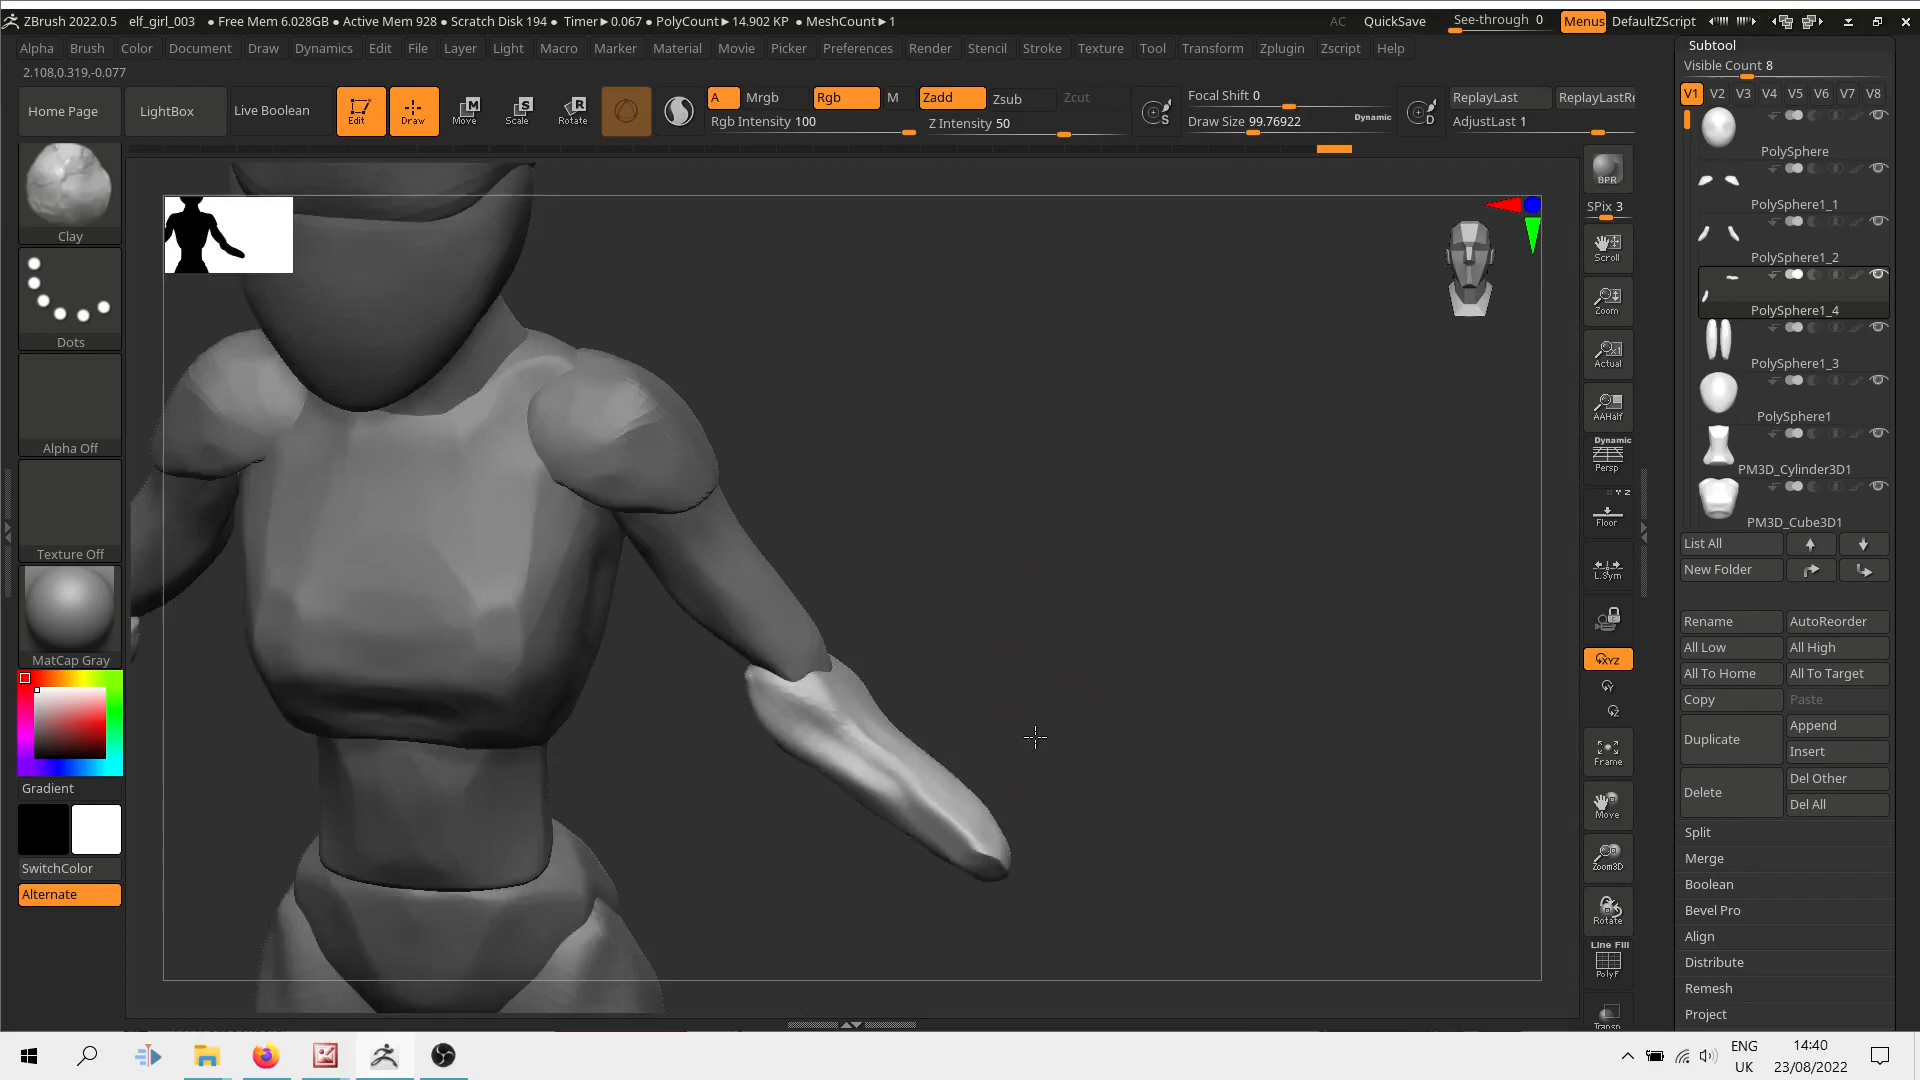 ZBrush 2022.0.5 elf_girl_003 ● Free Mem 6.028GB ● Active Mem 928 ● Scratch Disk 194 ● Timer►0.067 ● PolyCount►14.902 KP ● MeshCount►1 AC QuickSave See-through 0 Menus DefaultZScript
Alpha Brush Color Document Draw Dynamics Edit File Layer Light Macro Marker Material Movie Picker Preferences Render Stencil Stroke Texture Tool Transform Zplugin Zscript Help
2.108,0.319,-0.077
Home Page LightBox Live Boolean Edit Draw Move Scale Rotate
A Mrgb Rgb M Zadd Zsub Zcut
Rgb Intensity 100 Z Intensity 50
Focal Shift 0
Draw Size 99.76922 Dynamic
ReplayLast ReplayLastRe
AdjustLast 1
Clay
Dots
Alpha Off
Texture Off
MatCap Gray
Gradient
SwitchColor
Alternate
BPR
SPix 3
Scroll
Zoom
Actual
AAHalf
Dynamic
Persp
Y Z
Floor
L.Sym
XYZ
Y
Z
Frame
Move
Zoom3D
Rotate
Line Fill
PolyF
Transp
Subtool
Visible Count 8
V1 V2 V3 V4 V5 V6 V7 V8
PolySphere
PolySphere1_1
PolySphere1_2
PolySphere1_4
PolySphere1_3
PolySphere1
PM3D_Cylinder3D1
PM3D_Cube3D1
List All
New Folder
Rename AutoReorder
All Low All High
All To Home All To Target
Copy Paste
Duplicate Append
Insert
Delete Del Other
Del All
Split
Merge
Boolean
Bevel Pro
Align
Distribute
Remesh
Project
ENG
UK
14:40
23/08/2022